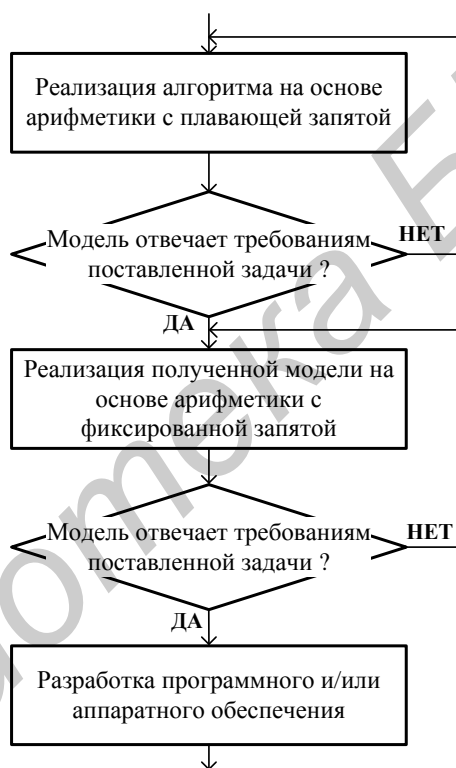 Реализация алгоритма на основе
арифметики с плавающей запятой
Модель отвечает требованиям
поставленной задачи ?
НЕТ
ДА
Реализация полученной модели на
основе арифметики с
фиксированной запятой
Модель отвечает требованиям
поставленной задачи ?
НЕТ
ДА
Разработка программного и/или
аппаратного обеспечения